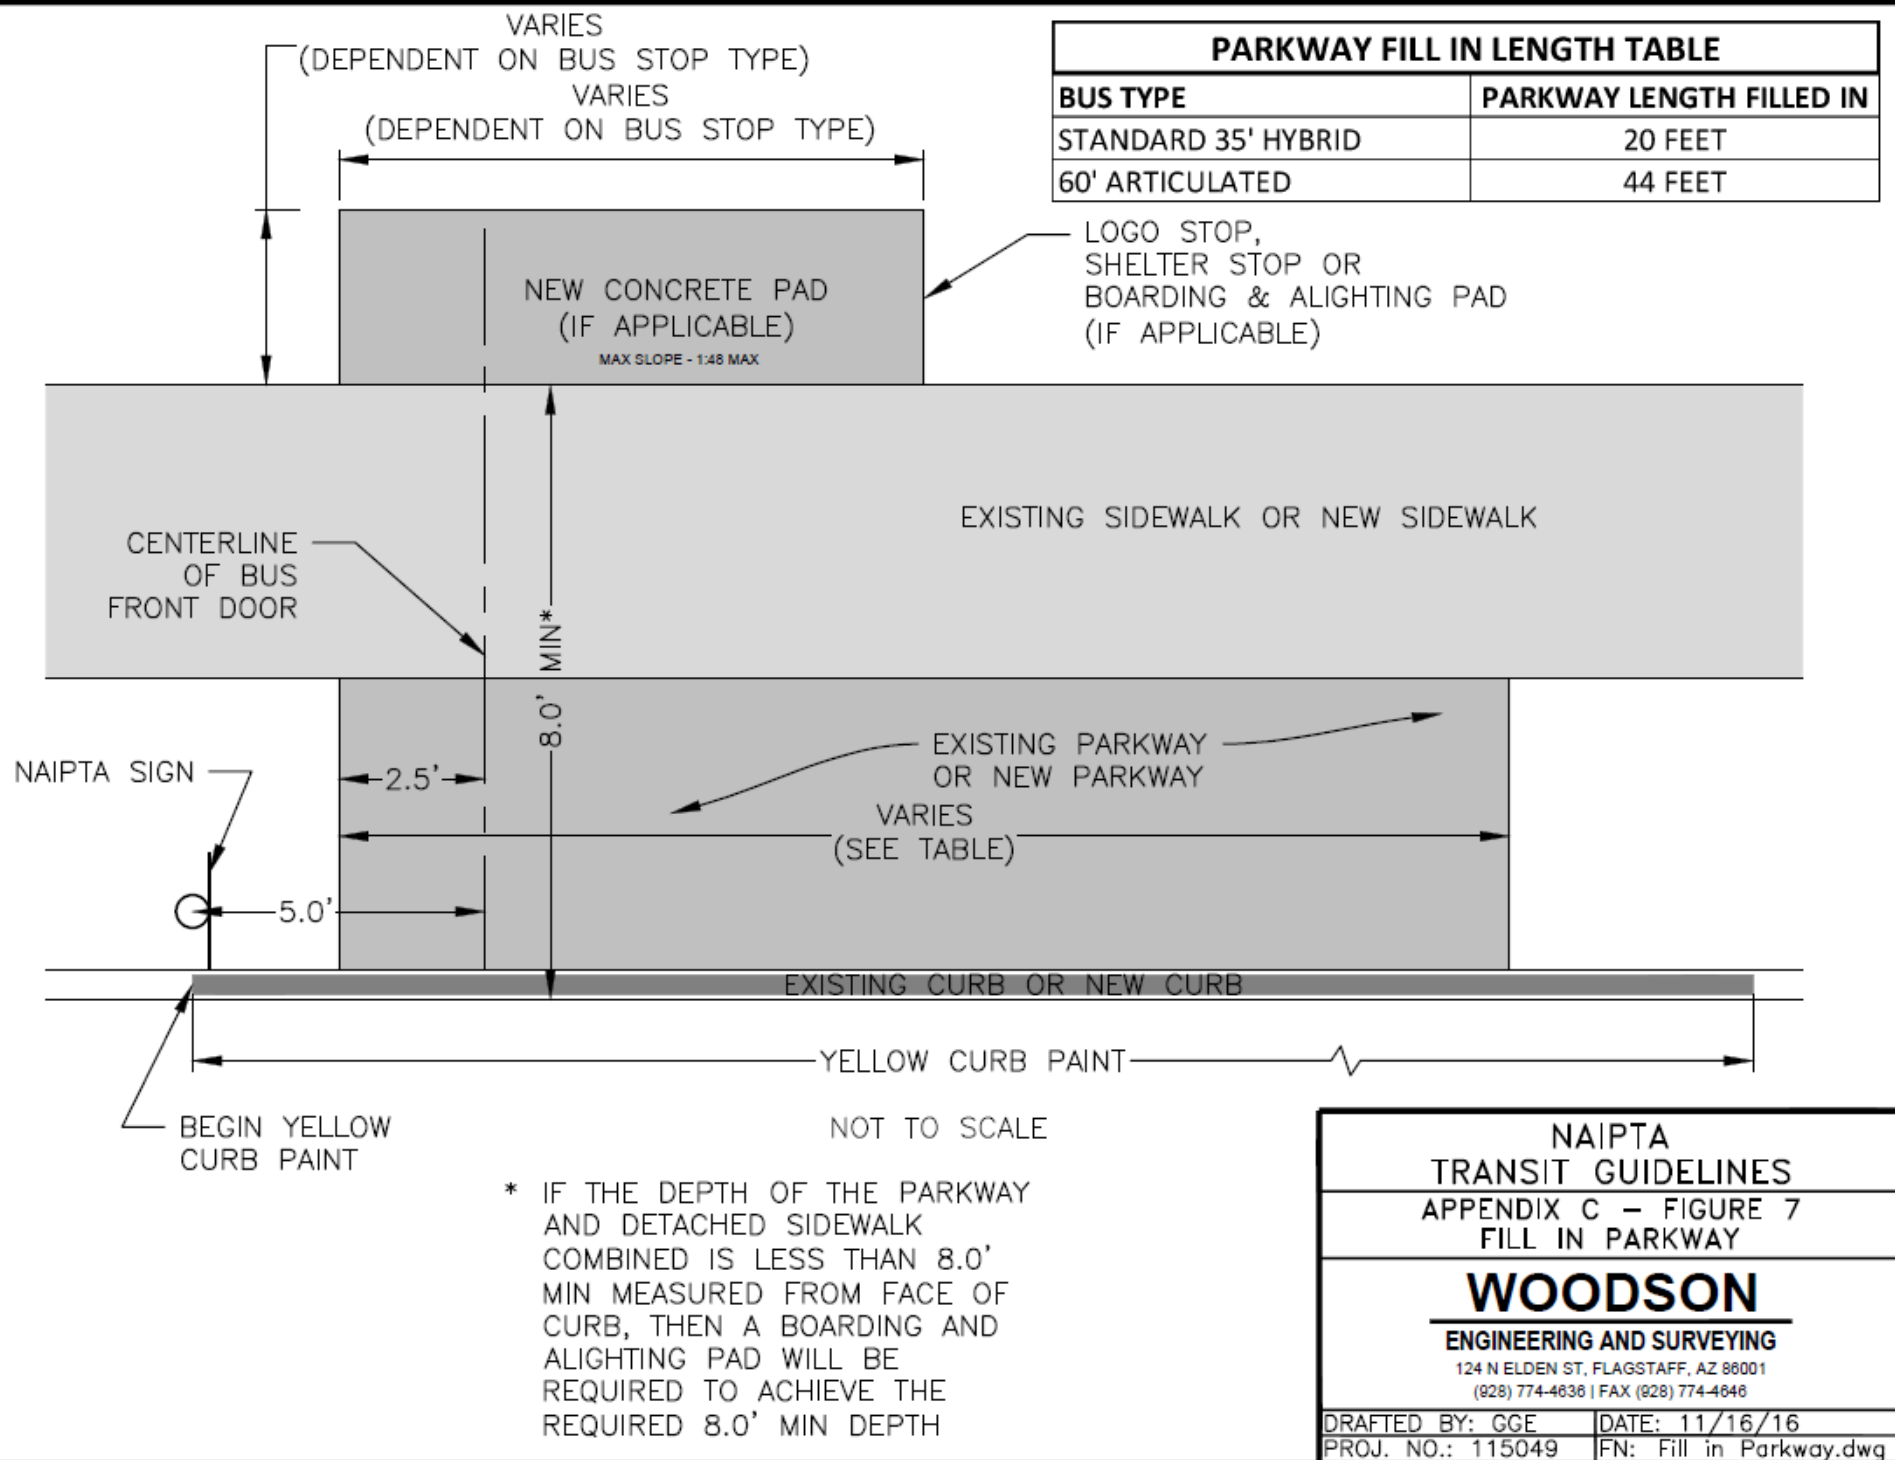 VARIES
(DEPENDENT ON BUS STOP TYPE)
VARIES
(DEPENDENT ON BUS STOP TYPE)
PARKWAY FILL IN LENGTH TABLE
BUS TYPE PARKWAY LENGTH FILLED IN
STANDARD 35' HYBRID 20 FEET
60' ARTICULATED 44 FEET
LOGO STOP,
SHELTER STOP OR
BOARDING & ALIGHTING PAD
(IF APPLICABLE)
NEW CONCRETE PAD
(IF APPLICABLE)
MAX SLOPE - 1:48 MAX
EXISTING SIDEWALK OR NEW SIDEWALK
CENTERLINE
OF BUS
FRONT DOOR
8.0' MIN*
EXISTING PARKWAY
OR NEW PARKWAY
NAIPTA SIGN
2.5'
VARIES
(SEE TABLE)
5.0'
EXISTING CURB OR NEW CURB
YELLOW CURB PAINT
BEGIN YELLOW
CURB PAINT
NOT TO SCALE
* IF THE DEPTH OF THE PARKWAY
AND DETACHED SIDEWALK
COMBINED IS LESS THAN 8.0'
MIN MEASURED FROM FACE OF
CURB, THEN A BOARDING AND
ALIGHTING PAD WILL BE
REQUIRED TO ACHIEVE THE
REQUIRED 8.0' MIN DEPTH
NAIPTA
TRANSIT GUIDELINES
APPENDIX C – FIGURE 7
FILL IN PARKWAY
WOODSON
ENGINEERING AND SURVEYING
124 N ELDEN ST, FLAGSTAFF, AZ 86001
(928) 774-4636 | FAX (928) 774-4646
DRAFTED BY: GGE DATE: 11/16/16
PROJ. NO.: 115049 FN: Fill in Parkway.dwg